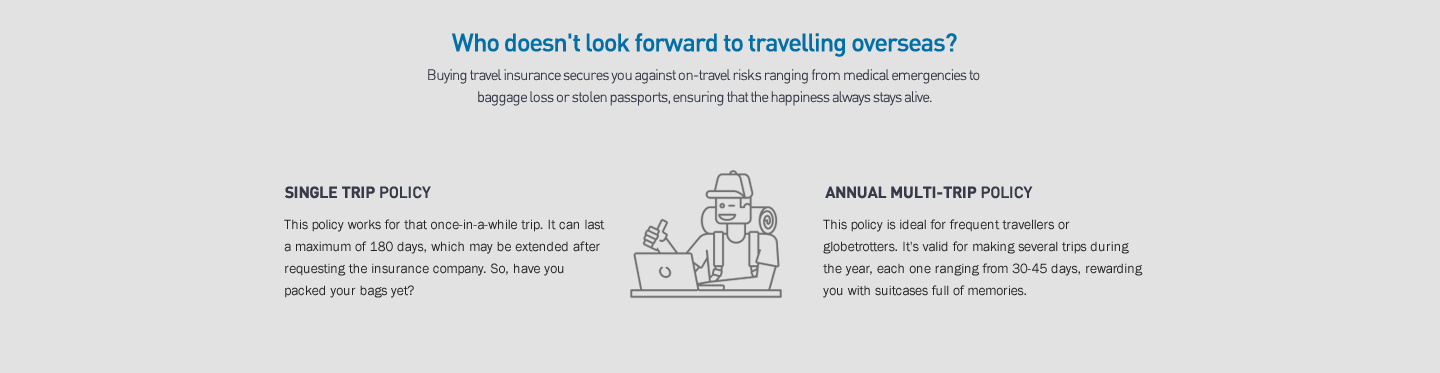 Who doesn't look forward to travelling overseas?
Buying travel insurance secures you against on-travel risks ranging from medical emergencies to
baggage loss or stolen passports, ensuring that the happiness always stays alive.
SINGLE TRIP POLICY
This policy works for that once-in-a-while trip. It can last
a maximum of 180 days, which may be extended after
requesting the insurance company. So, have you
packed your bags yet?
ANNUAL MULTI-TRIP POLICY
This policy is ideal for frequent travellers or
globetrotters. It's valid for making several trips during
the year, each one ranging from 30-45 days, rewarding
you with suitcases full of memories.